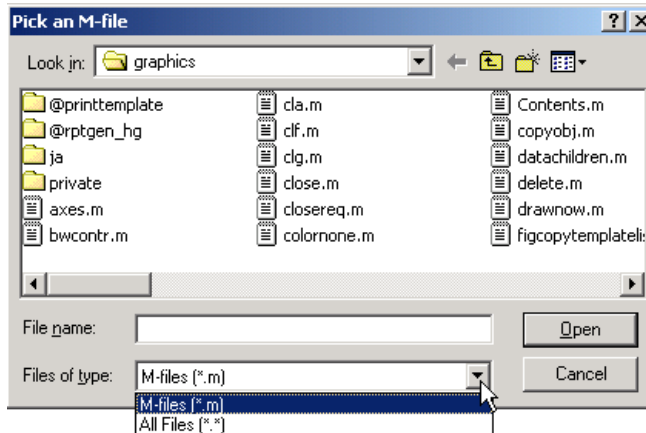 Pick an M-file
Look in: graphics
@printtemplate cla.m Contents.m
@rptgen_hg clf.m copyobj.m
ja clg.m datachildren.m
private close.m delete.m
axes.m closereq.m drawnow.m
bwcontr.m colornone.m figcopytemplatelis
File name: Open
Files of type: M-files (*.m) Cancel
M-files (*.m)
All Files (*.*)